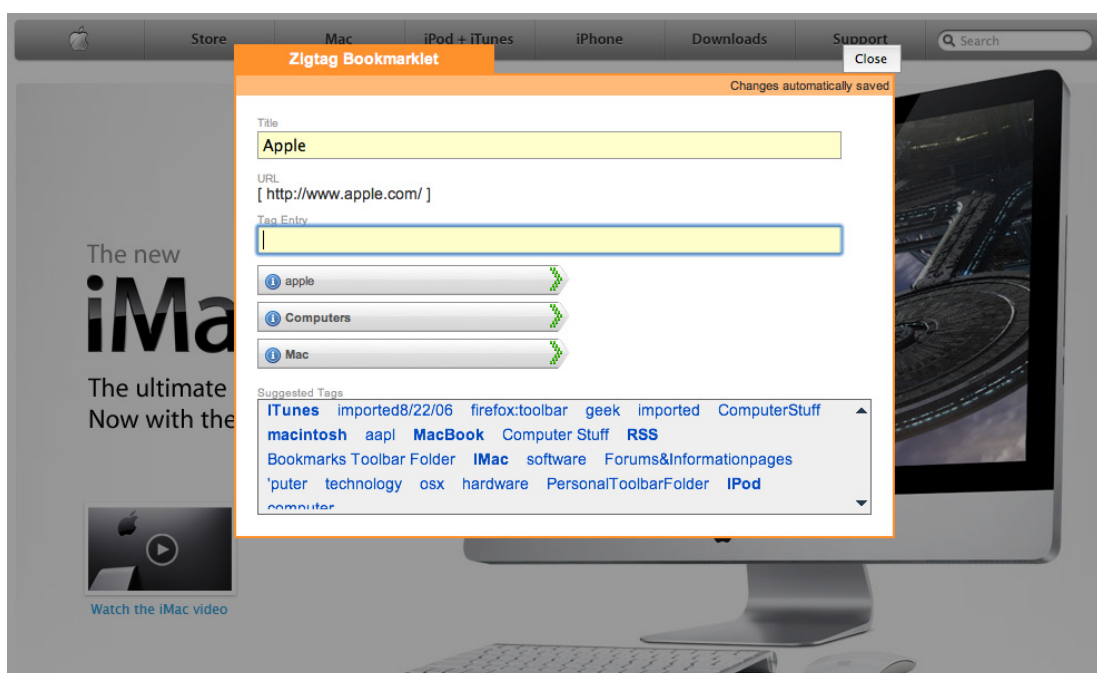 Store Mac iPod + iTunes iPhone Downloads Support Search
Zigtag Bookmarklet
Close
Changes automatically saved
Title
Apple
URL
[ http://www.apple.com/ ]
Tag Entry
apple
Computers
Mac
Suggested Tags
ITunes imported8/22/06 firefox:toolbar geek imported ComputerStuff
macintosh aapl MacBook Computer Stuff RSS
Bookmarks Toolbar Folder IMac software Forums&Informationpages
'puter technology osx hardware PersonalToolbarFolder IPod
computer
The new
iMa
The ultimate
Now with the
Watch the iMac video